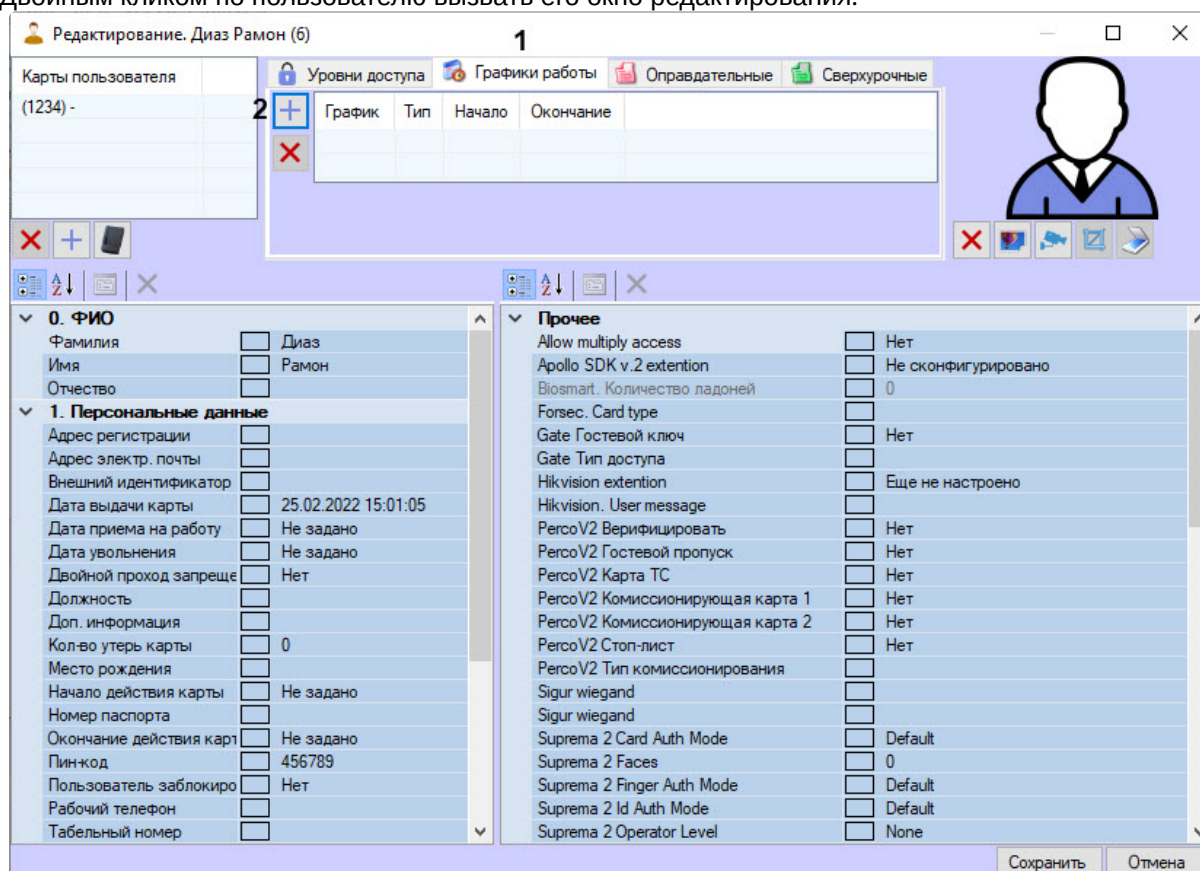 Двойным кликом по пользователю вызвать его окно редактирования.
Редактирование. Диаз Рамон (6)
1
Карты пользователя
(1234) -
Уровни доступа
Графики работы
Оправдательные
Сверхурочные
2
График Тип Начало Окончание
0. ФИО
Фамилия Диаз
Имя Рамон
Отчество
1. Персональные данные
Адрес регистрации
Адрес электр. почты
Внешний идентификатор
Дата выдачи карты 25.02.2022 15:01:05
Дата приема на работу Не задано
Дата увольнения Не задано
Двойной проход запреще Нет
Должность
Доп. информация
Кол-во утерь карты 0
Место рождения
Начало действия карты Не задано
Номер паспорта
Окончание действия карт Не задано
Пин-код 456789
Пользователь заблокиро Нет
Рабочий телефон
Табельный номер
Прочее
Allow multiply access Нет
Apollo SDK v.2 extention Не сконфигурировано
Biosmart. Количество ладоней 0
Forsec. Card type
Gate Гостевой ключ Нет
Gate Тип доступа
Hikvision extention Еще не настроено
Hikvision. User message
PercoV2 Верифицировать Нет
PercoV2 Гостевой пропуск Нет
PercoV2 Карта ТС Нет
PercoV2 Комиссионирующая карта 1 Нет
PercoV2 Комиссионирующая карта 2 Нет
PercoV2 Стоп-лист Нет
PercoV2 Тип комиссионирования
Sigur wiegand
Sigur wiegand
Suprema 2 Card Auth Mode Default
Suprema 2 Faces 0
Suprema 2 Finger Auth Mode Default
Suprema 2 Id Auth Mode Default
Suprema 2 Operator Level None
Сохранить
Отмена